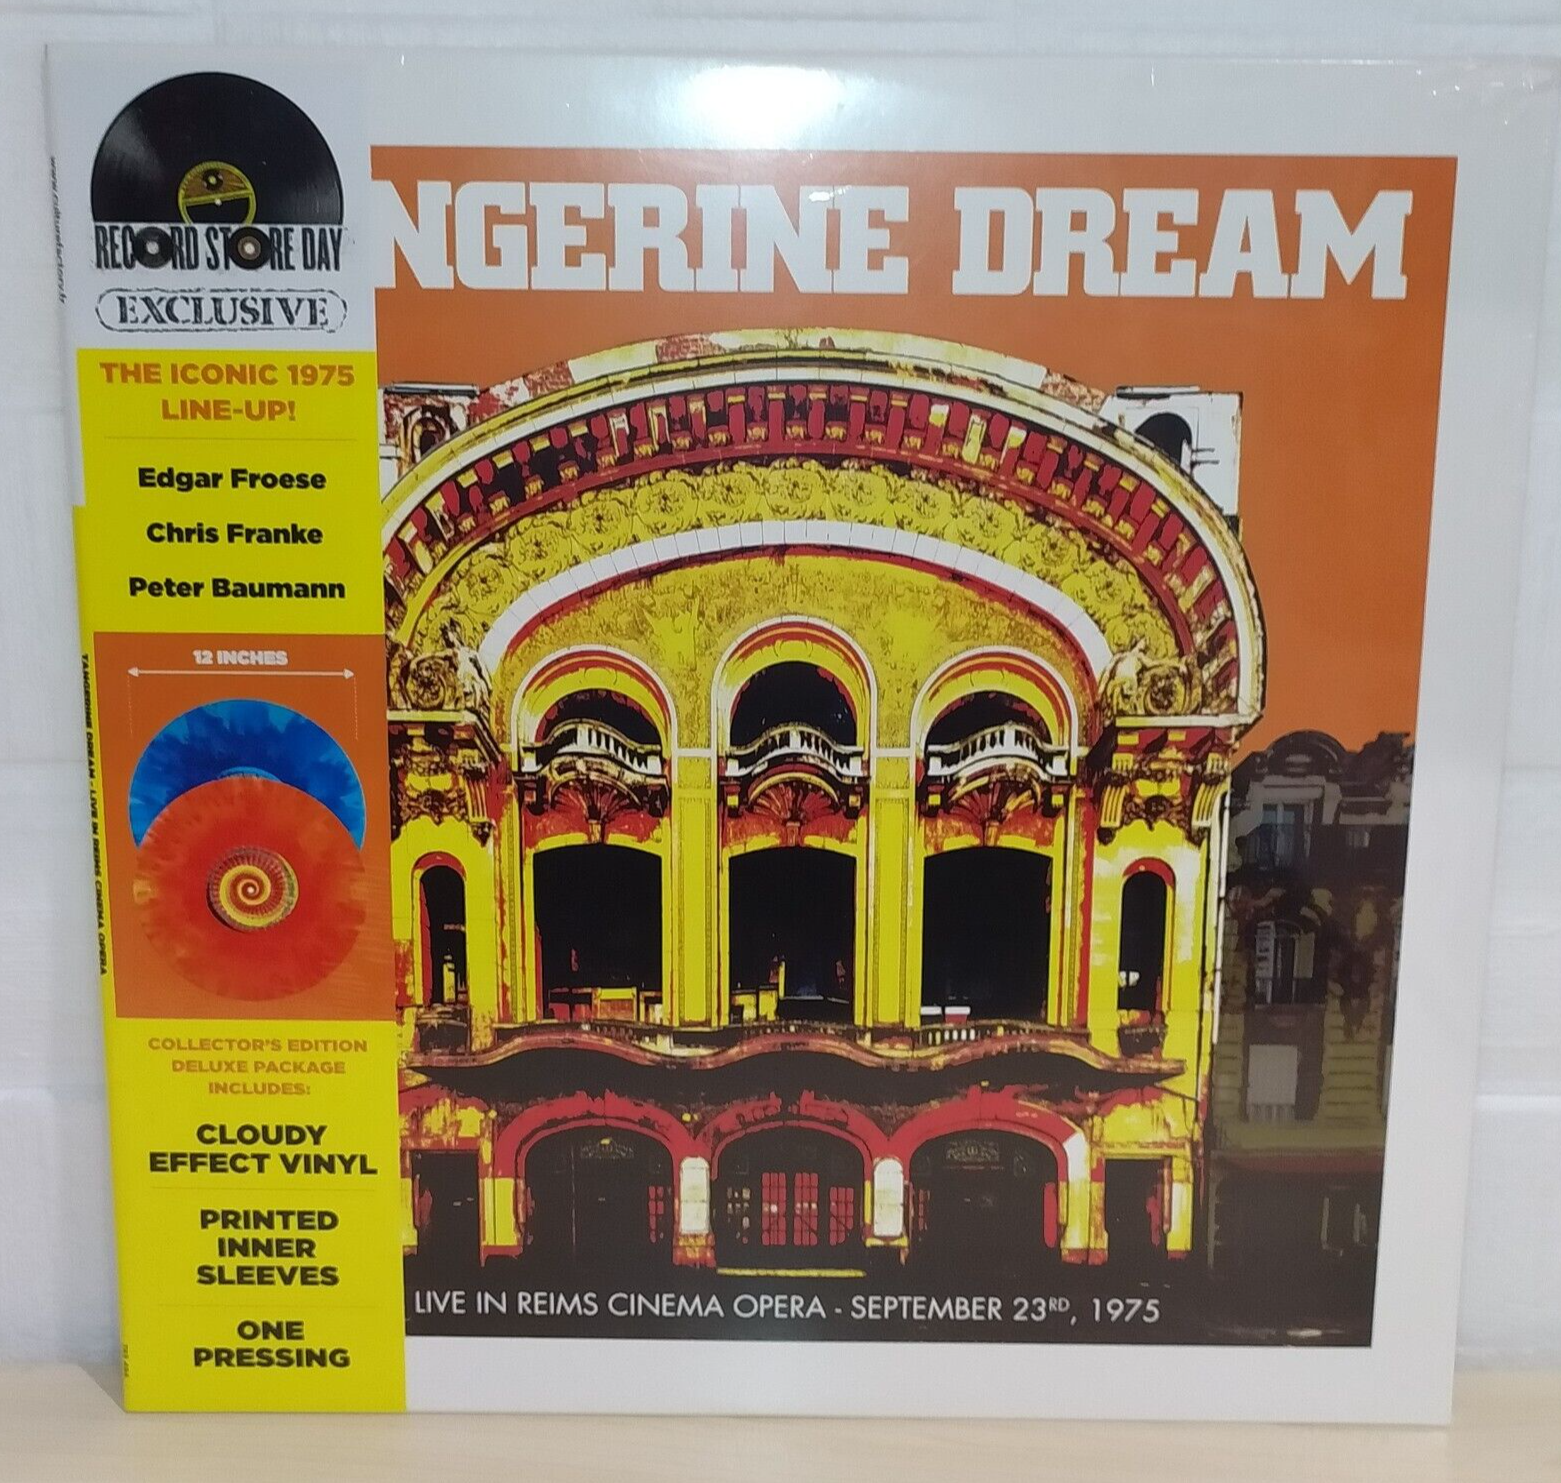 RECORD STORE DAY
EXCLUSIVE
THE ICONIC 1975
LINE-UP!
Edgar Froese
Chris Franke
Peter Baumann
12 INCHES
COLLECTOR'S EDITION
DELUXE PACKAGE
INCLUDES:
CLOUDY
EFFECT VINYL
PRINTED
INNER
SLEEVES
ONE
PRESSING
TANGERINE DREAM - LIVE IN REIMS CINEMA OPERA
NGERINE DREAM
LIVE IN REIMS CINEMA OPERA - SEPTEMBER 23RD, 1975